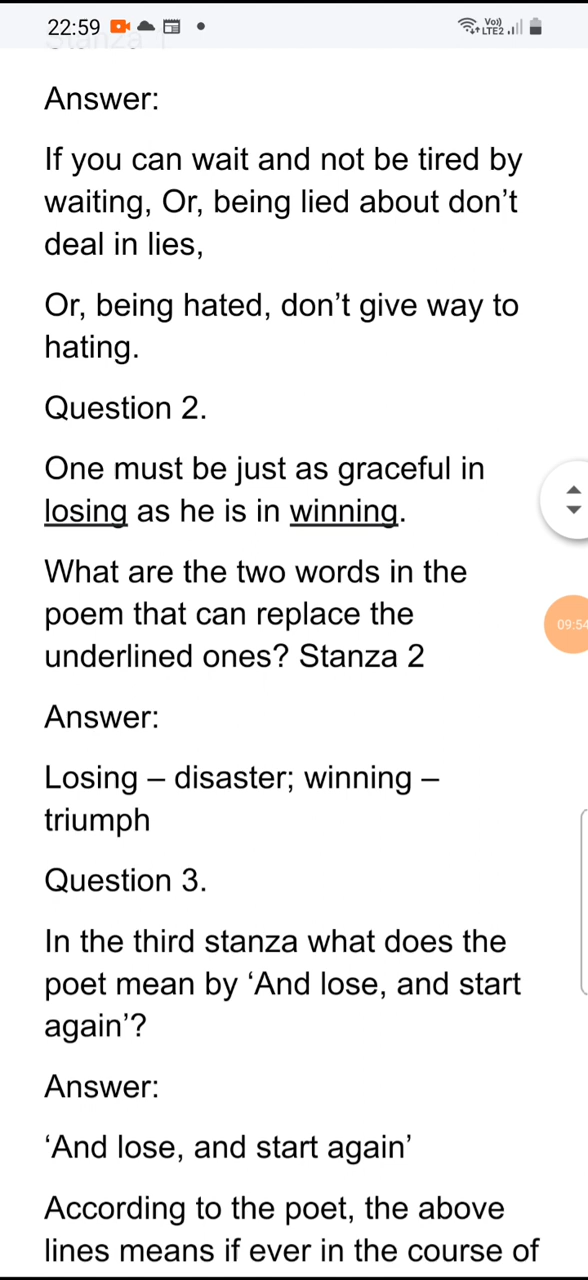 22:59
Vo))
LTE2
Stanza 1
Answer:
If you can wait and not be tired by
waiting, Or, being lied about don’t
deal in lies,
Or, being hated, don’t give way to
hating.
Question 2.
One must be just as graceful in
losing as he is in winning.
What are the two words in the
poem that can replace the
underlined ones? Stanza 2
Answer:
09:54
Losing – disaster; winning –
triumph
Question 3.
In the third stanza what does the
poet mean by ‘And lose, and start
again’?
Answer:
‘And lose, and start again’
According to the poet, the above
lines means if ever in the course of